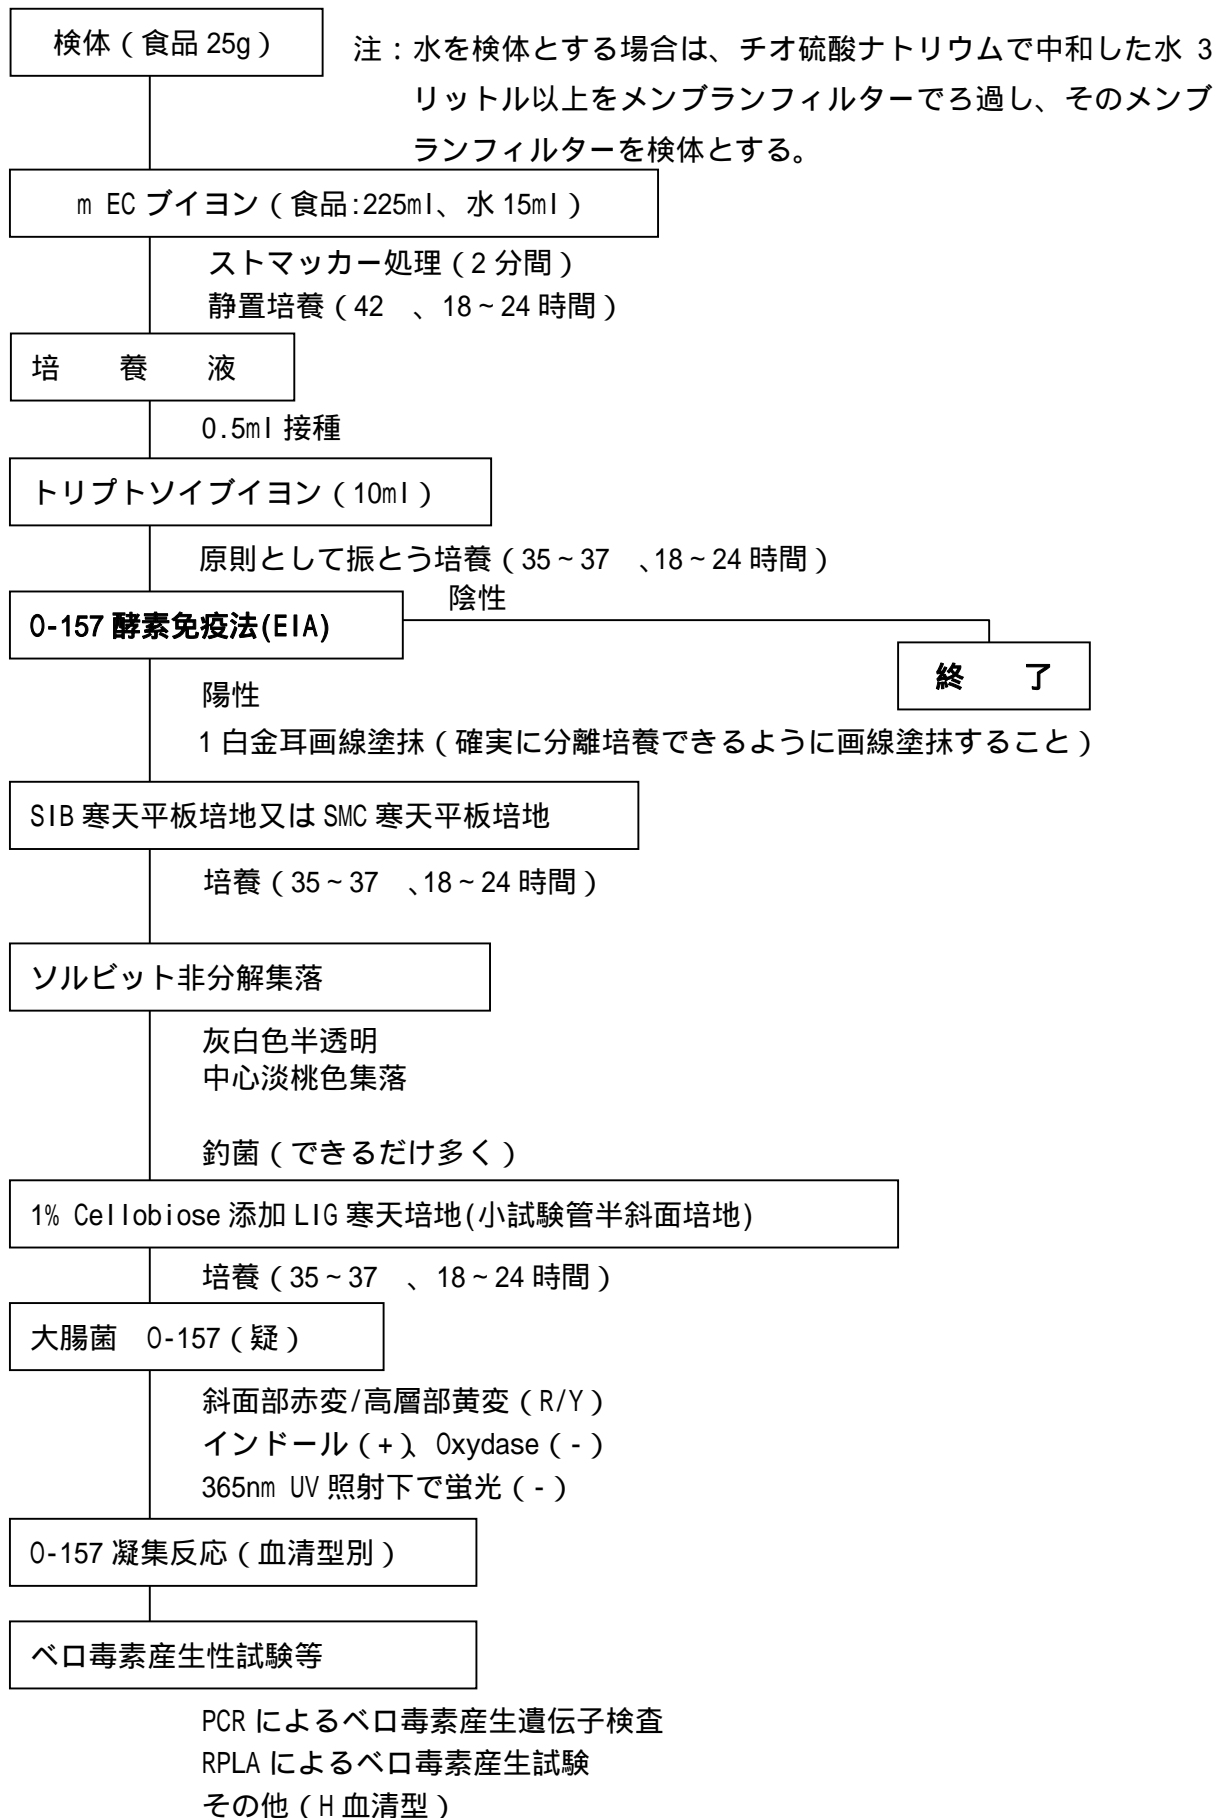 検体（食品 25g）
注：水を検体とする場合は、チオ硫酸ナトリウムで中和した水 3
リットル以上をメンブランフィルターでろ過し、そのメンブ
ランフィルターを検体とする。
m EC ブイヨン（食品:225ml、水 15ml）
ストマッカー処理（2 分間）
静置培養（42　、18～24 時間）
培　養　液
0.5ml 接種
トリプトソイブイヨン（10ml）
原則として振とう培養（35～37　、18～24 時間）
陰性
O-157 酵素免疫法(EIA)
終　了
陽性
1 白金耳画線塗抹（確実に分離培養できるように画線塗抹すること）
SIB 寒天平板培地又は SMC 寒天平板培地
培養（35～37　、18～24 時間）
ソルビット非分解集落
灰白色半透明
中心淡桃色集落
釣菌（できるだけ多く）
1% Cellobiose 添加 LIG 寒天培地(小試験管半斜面培地)
培養（35～37　、18～24 時間）
大腸菌　O-157（疑）
斜面部赤変/高層部黄変（R/Y）
インドール（+）、Oxydase（-）
365nm UV 照射下で蛍光（-）
O-157 凝集反応（血清型別）
ベロ毒素産生性試験等
PCR によるベロ毒素産生遺伝子検査
RPLA によるベロ毒素産生試験
その他（H 血清型）